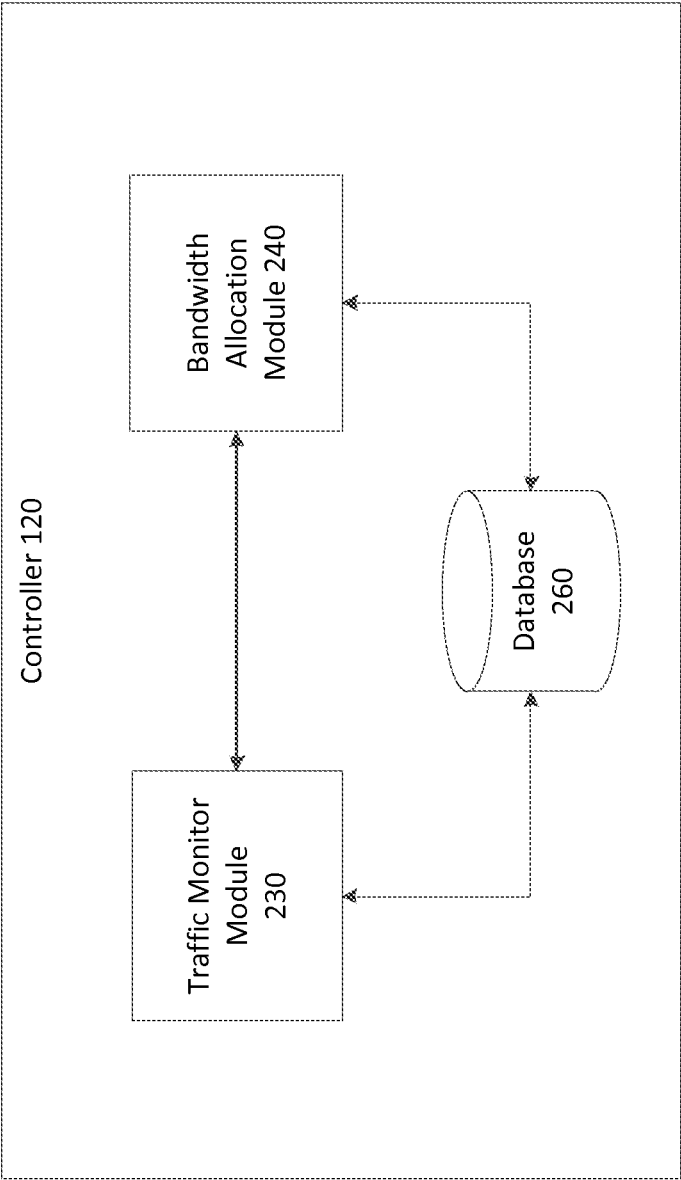 Controller 120
Traffic Monitor
Module
230
Bandwidth
Allocation
Module 240
Database
260